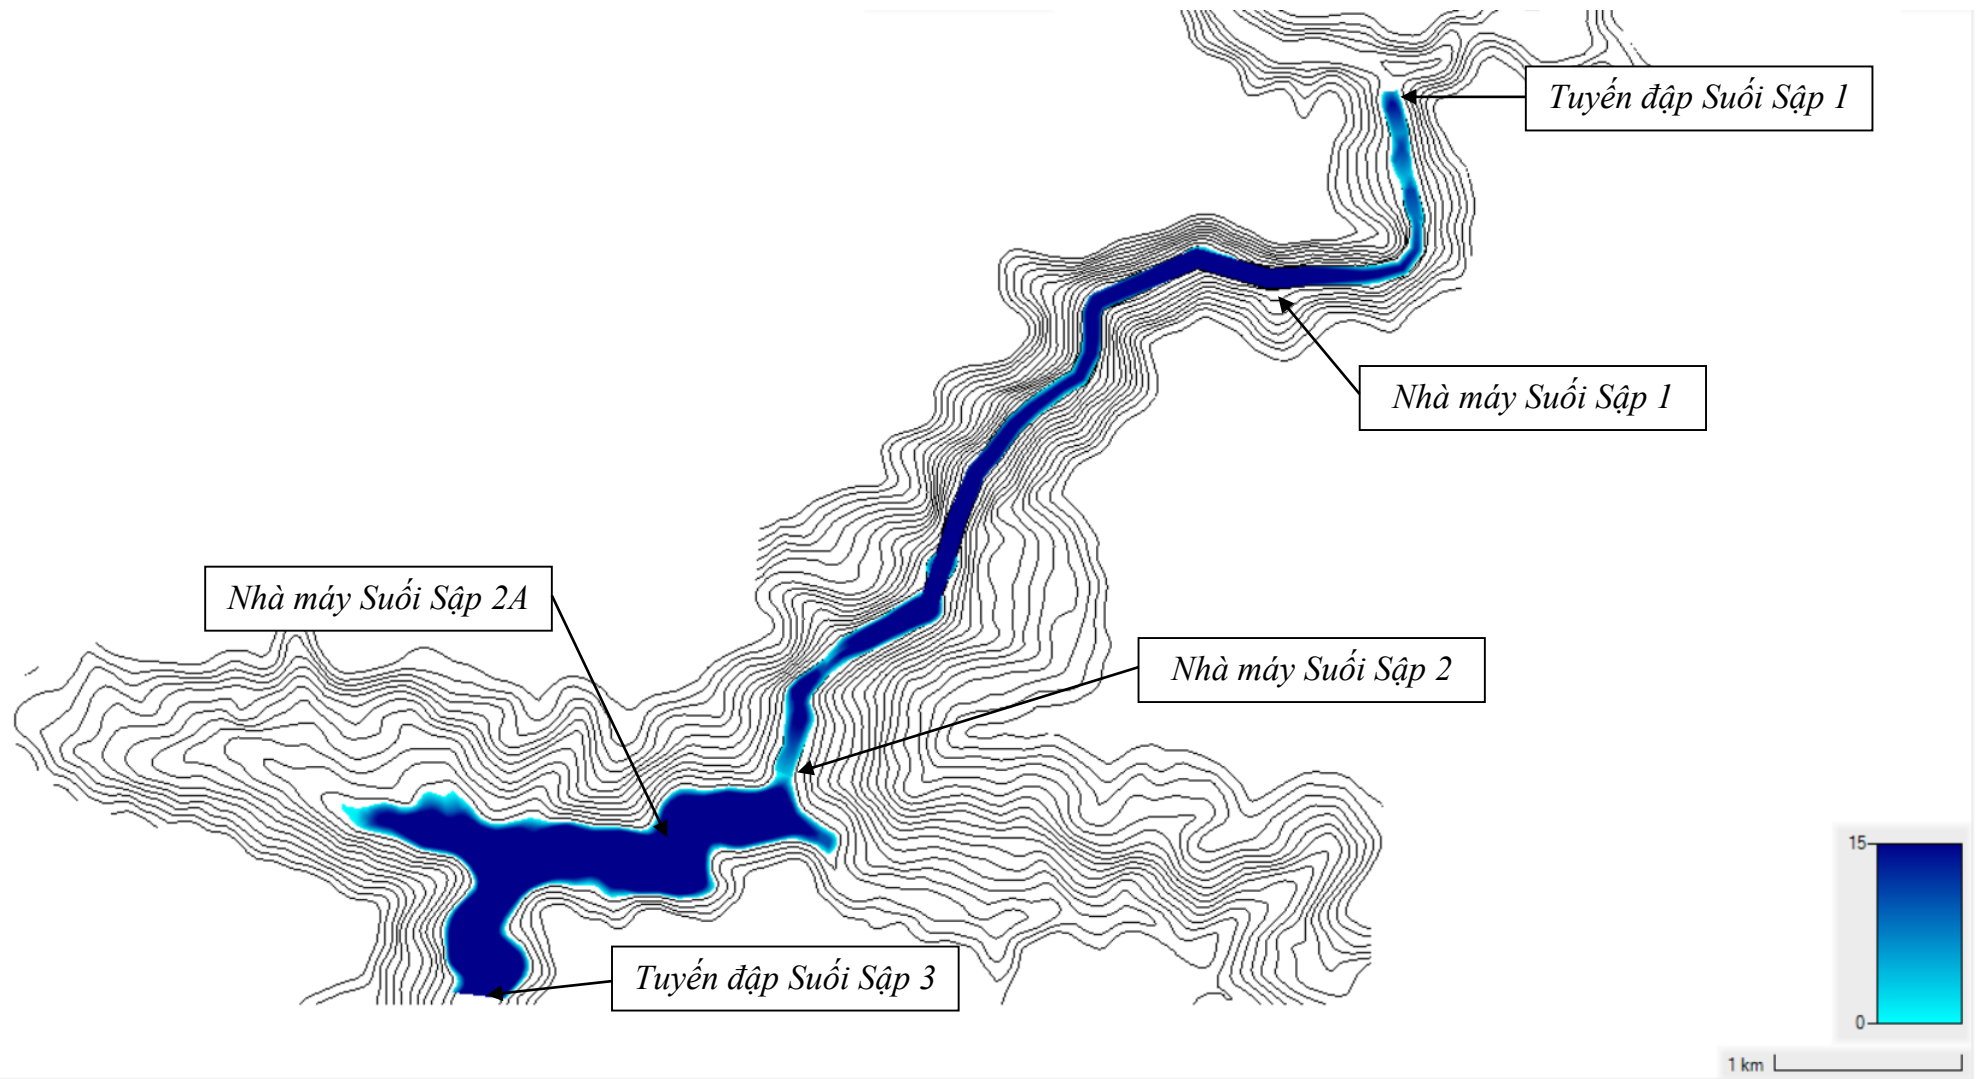 Tuyến đập Suối Sập 1
Nhà máy Suối Sập 1
Nhà máy Suối Sập 2A
Nhà máy Suối Sập 2
Tuyến đập Suối Sập 3
15
0
1 km